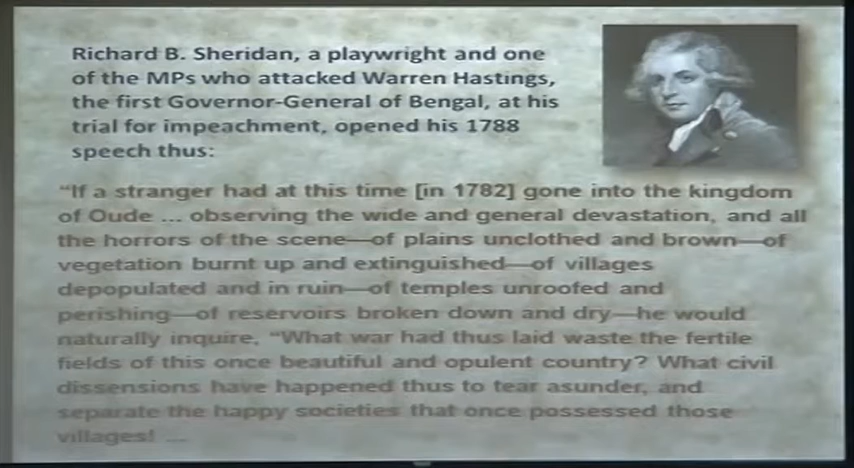 Richard B. Sheridan, a playwright and one
of the MPs who attacked Warren Hastings,
the first Governor-General of Bengal, at his
trial for impeachment, opened his 1788
speech thus:
“If a stranger had at this time [in 1782] gone into the kingdom
of Oude ... observing the wide and general devastation, and all
the horrors of the scene—of plains unclothed and brown—of
vegetation burnt up and extinguished—of villages
depopulated and in ruin—of temples unroofed and
perishing—of reservoirs broken down and dry—he would
naturally inquire, “What war had thus laid waste the fertile
fields of this once beautiful and opulent country? What civil
dissensions have happened thus to tear asunder, and
separate the happy societies that once possessed those
villages! ...